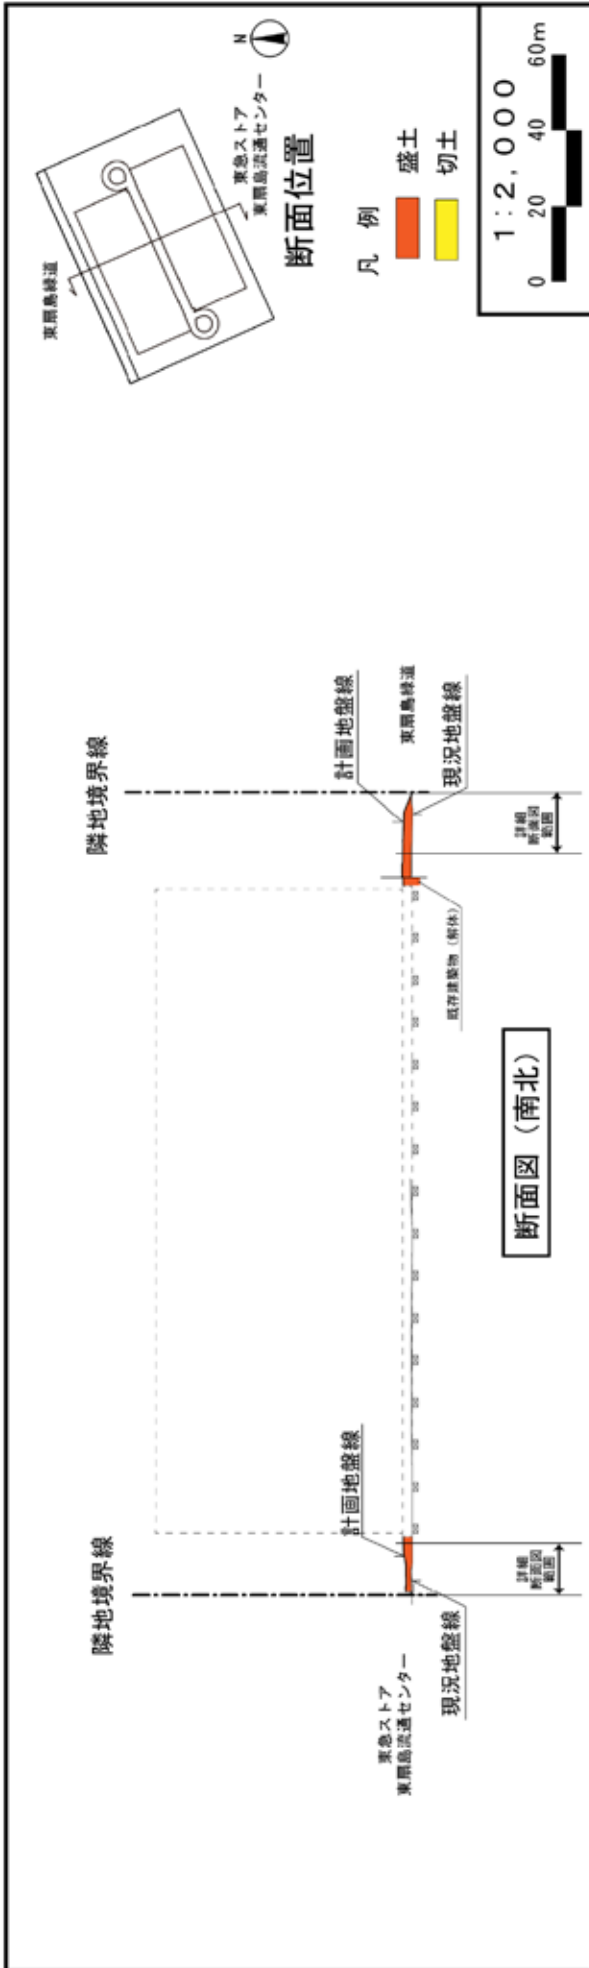 隣地境界線
計画地盤線
現況地盤線
東急ストア
東扇島流通センター
詳細
断面図
範囲
断面図（南北）
隣地境界線
計画地盤線
東扇島緑道
現況地盤線
既存建築物（解体）
詳細
断面図
範囲
東扇島緑道
N
東急ストア
東扇島流通センター
断面位置
凡　例
盛土
切土
1：2,000
0 20 40 60m